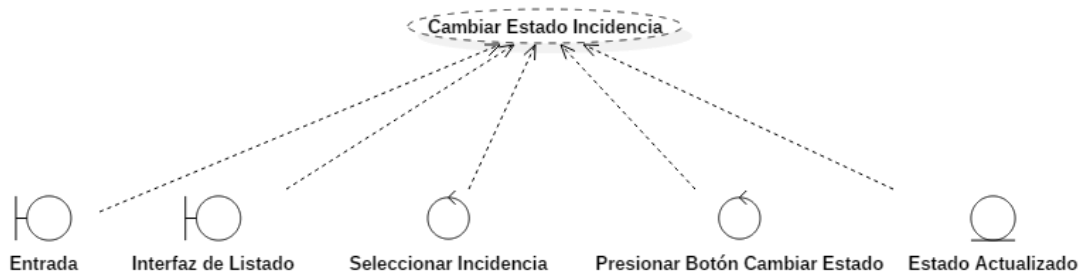 Cambiar Estado Incidencia
Entrada
Interfaz de Listado
Seleccionar Incidencia
Presionar Botón Cambiar Estado
Estado Actualizado